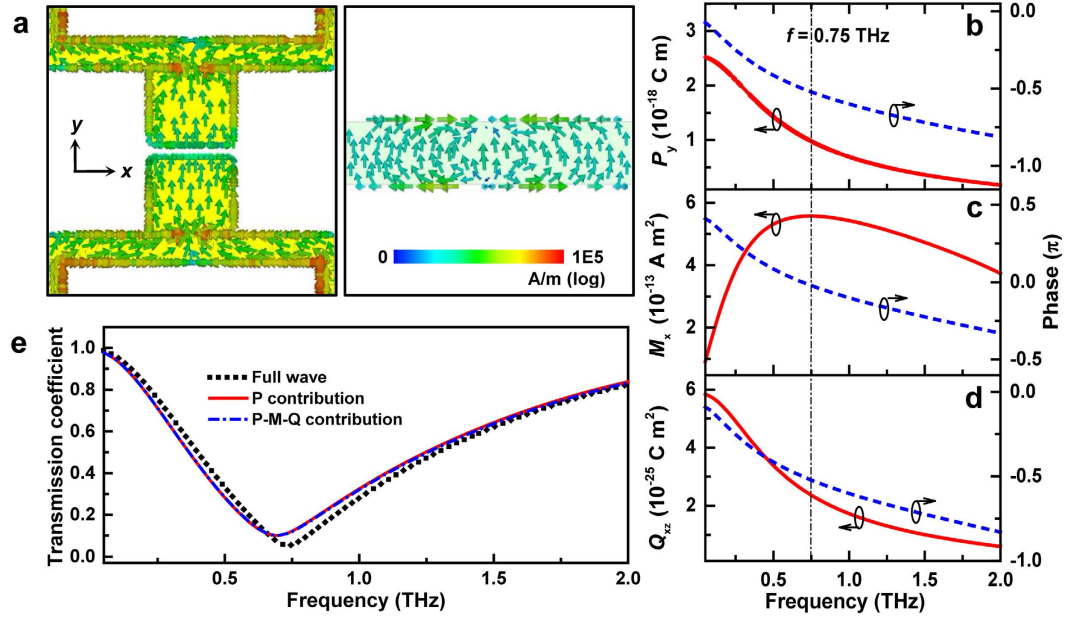 a
y
x
0
1E5
A/m (log)
b
f = 0.75 THz
3
2
1
P_y (10^-18 C m)
0.0
-0.5
-1.0
c
6
4
2
M_x (10^-13 A m²)
0.5
0.0
-0.5
Phase (π)
d
6
4
2
Q_xz (10^-25 C m²)
0.0
-0.5
-1.0
0.5
1.0
1.5
2.0
Frequency (THz)
e
Transmission coefficient
1.0
0.8
0.6
0.4
0.2
0.0
Full wave
P contribution
P-M-Q contribution
0.5
1.0
1.5
2.0
Frequency (THz)